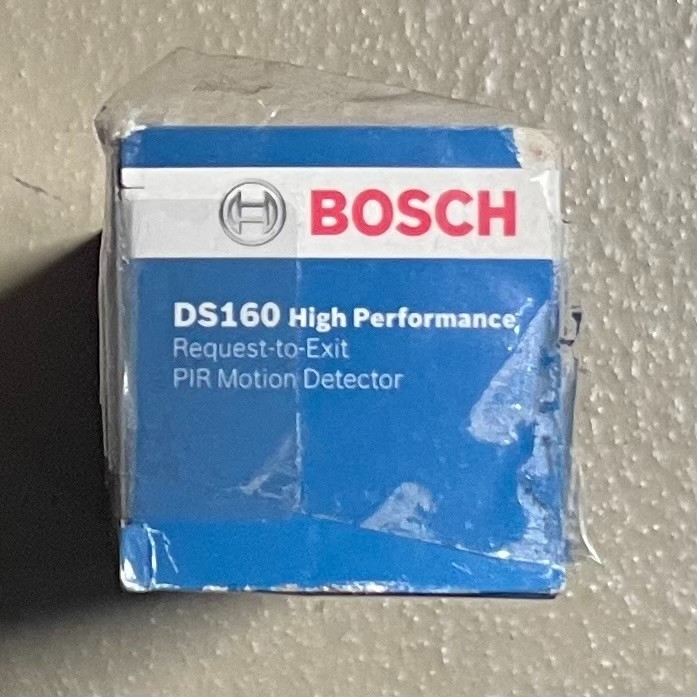 BOSCH
DS160 High Performance
Request-to-Exit
PIR Motion Detector